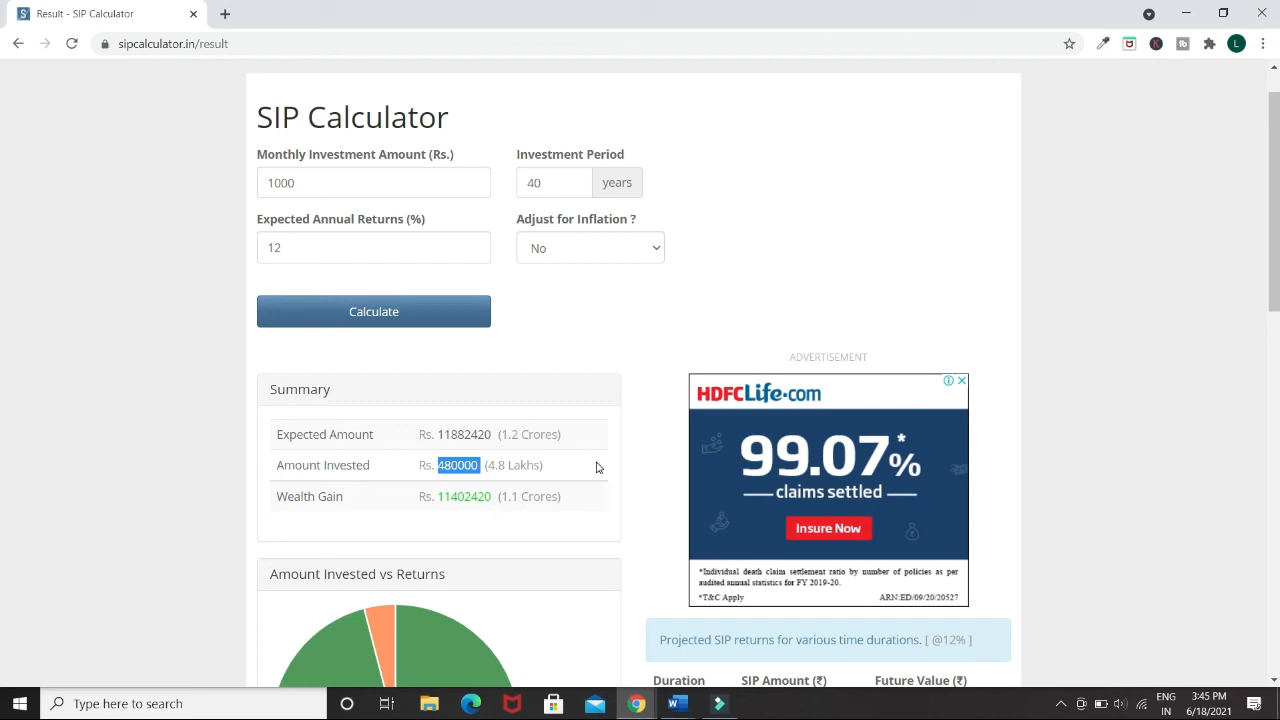 Result - SIP Calculator
sipcalculator.in/result
L
SIP Calculator
Monthly Investment Amount (Rs.)
Investment Period
1000
40
years
Expected Annual Returns (%)
Adjust for Inflation ?
12
No
Calculate
ADVERTISEMENT
Summary
Expected Amount
Rs. 11882420 (1.2 Crores)
Amount Invested
Rs. 480000 (4.8 Lakhs)
Wealth Gain
Rs. 11402420 (1.1 Crores)
HDFCLife.com
99.07*%
claims settled
Insure Now
*Individual death claim settlement ratio by number of policies as per
audited annual statistics for FY 2019-20.
*T&C Apply
ARN:ED/09/20/20527
Amount Invested vs Returns
Projected SIP returns for various time durations. [ @12% ]
Duration
SIP Amount (₹)
Future Value (₹)
Type here to search
ENG
IN
3:45 PM
6/18/2021